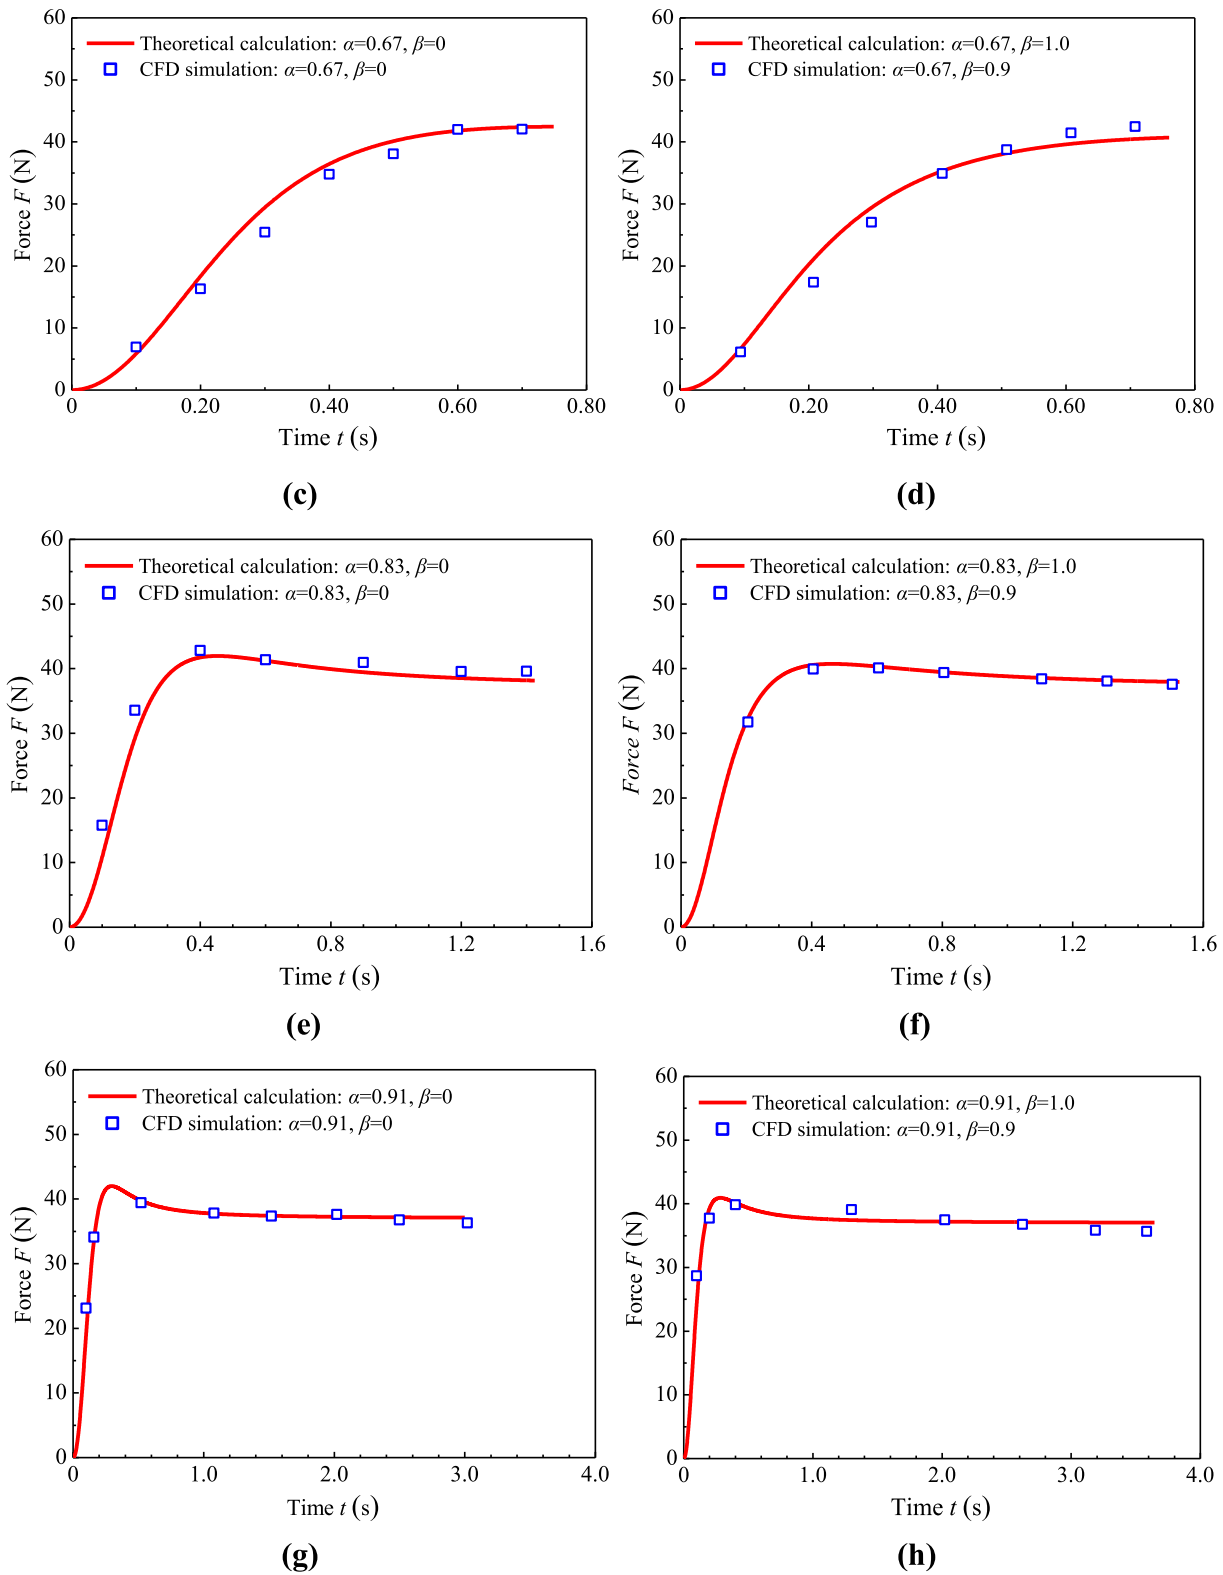 60
50
40
30
20
10
0
Force F (N)
Theoretical calculation: α=0.67, β=0
CFD simulation: α=0.67, β=0
0 0.20 0.40 0.60 0.80
Time t (s)
(c)
60
50
40
30
20
10
0
Force F (N)
Theoretical calculation: α=0.67, β=1.0
CFD simulation: α=0.67, β=0.9
0 0.20 0.40 0.60 0.80
Time t (s)
(d)
60
50
40
30
20
10
0
Force F (N)
Theoretical calculation: α=0.83, β=0
CFD simulation: α=0.83, β=0
0 0.4 0.8 1.2 1.6
Time t (s)
(e)
60
50
40
30
20
10
0
Force F (N)
Theoretical calculation: α=0.83, β=1.0
CFD simulation: α=0.83, β=0.9
0 0.4 0.8 1.2 1.6
Time t (s)
(f)
60
50
40
30
20
10
0
Force F (N)
Theoretical calculation: α=0.91, β=0
CFD simulation: α=0.91, β=0
0 1.0 2.0 3.0 4.0
Time t (s)
(g)
60
50
40
30
20
10
0
Force F (N)
Theoretical calculation: α=0.91, β=1.0
CFD simulation: α=0.91, β=0.9
0 1.0 2.0 3.0 4.0
Time t (s)
(h)